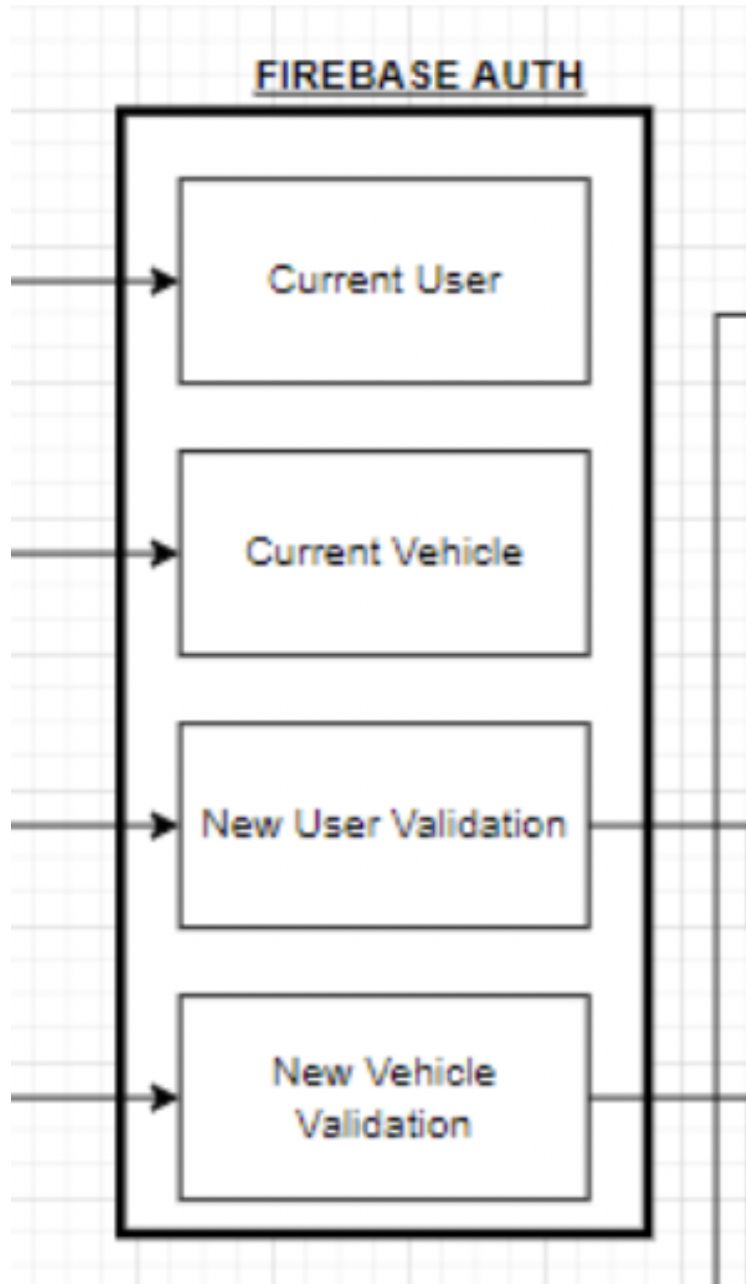 FIREBASE AUTH
Current User
Current Vehicle
New User Validation
New Vehicle
Validation